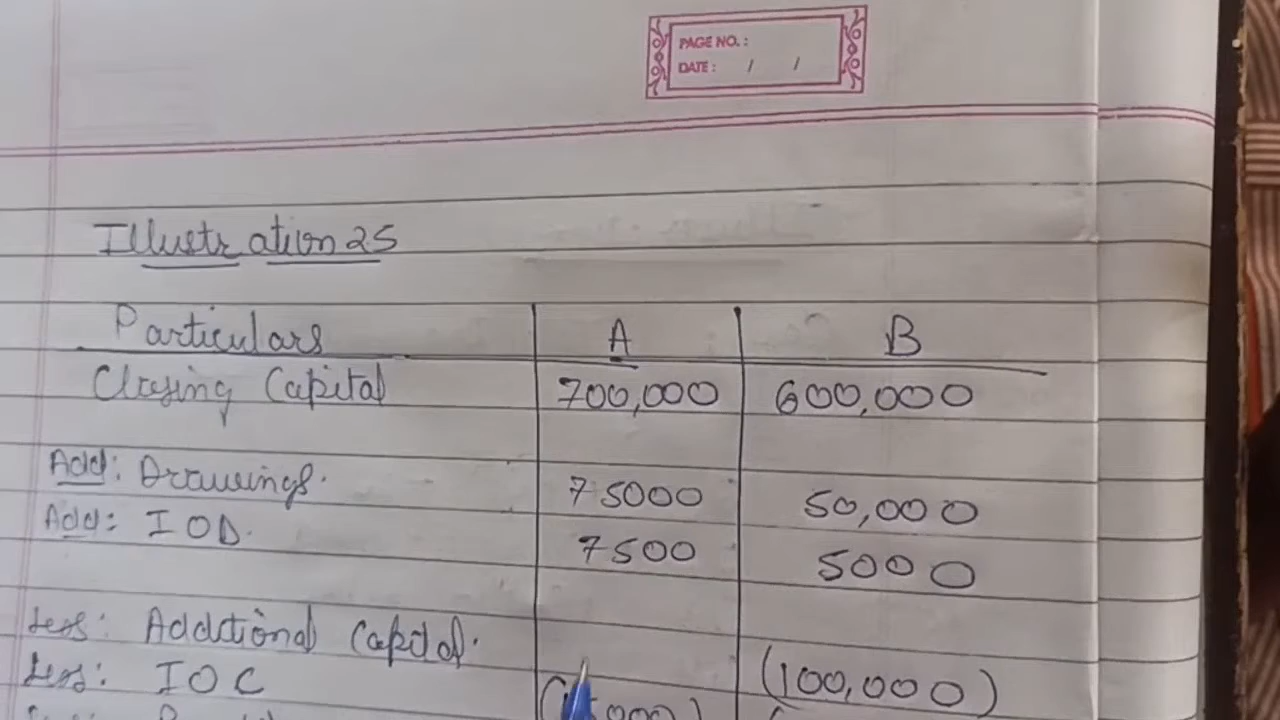 PAGE NO. :
DATE : / /
Illustration 25
Particulars A B
Closing Capital 700,000 600,000
Add: Drawings. 75000 50,000
Add: IOD. 7500 5000
Less: Additional Capital. (100,000)
Less: IOC